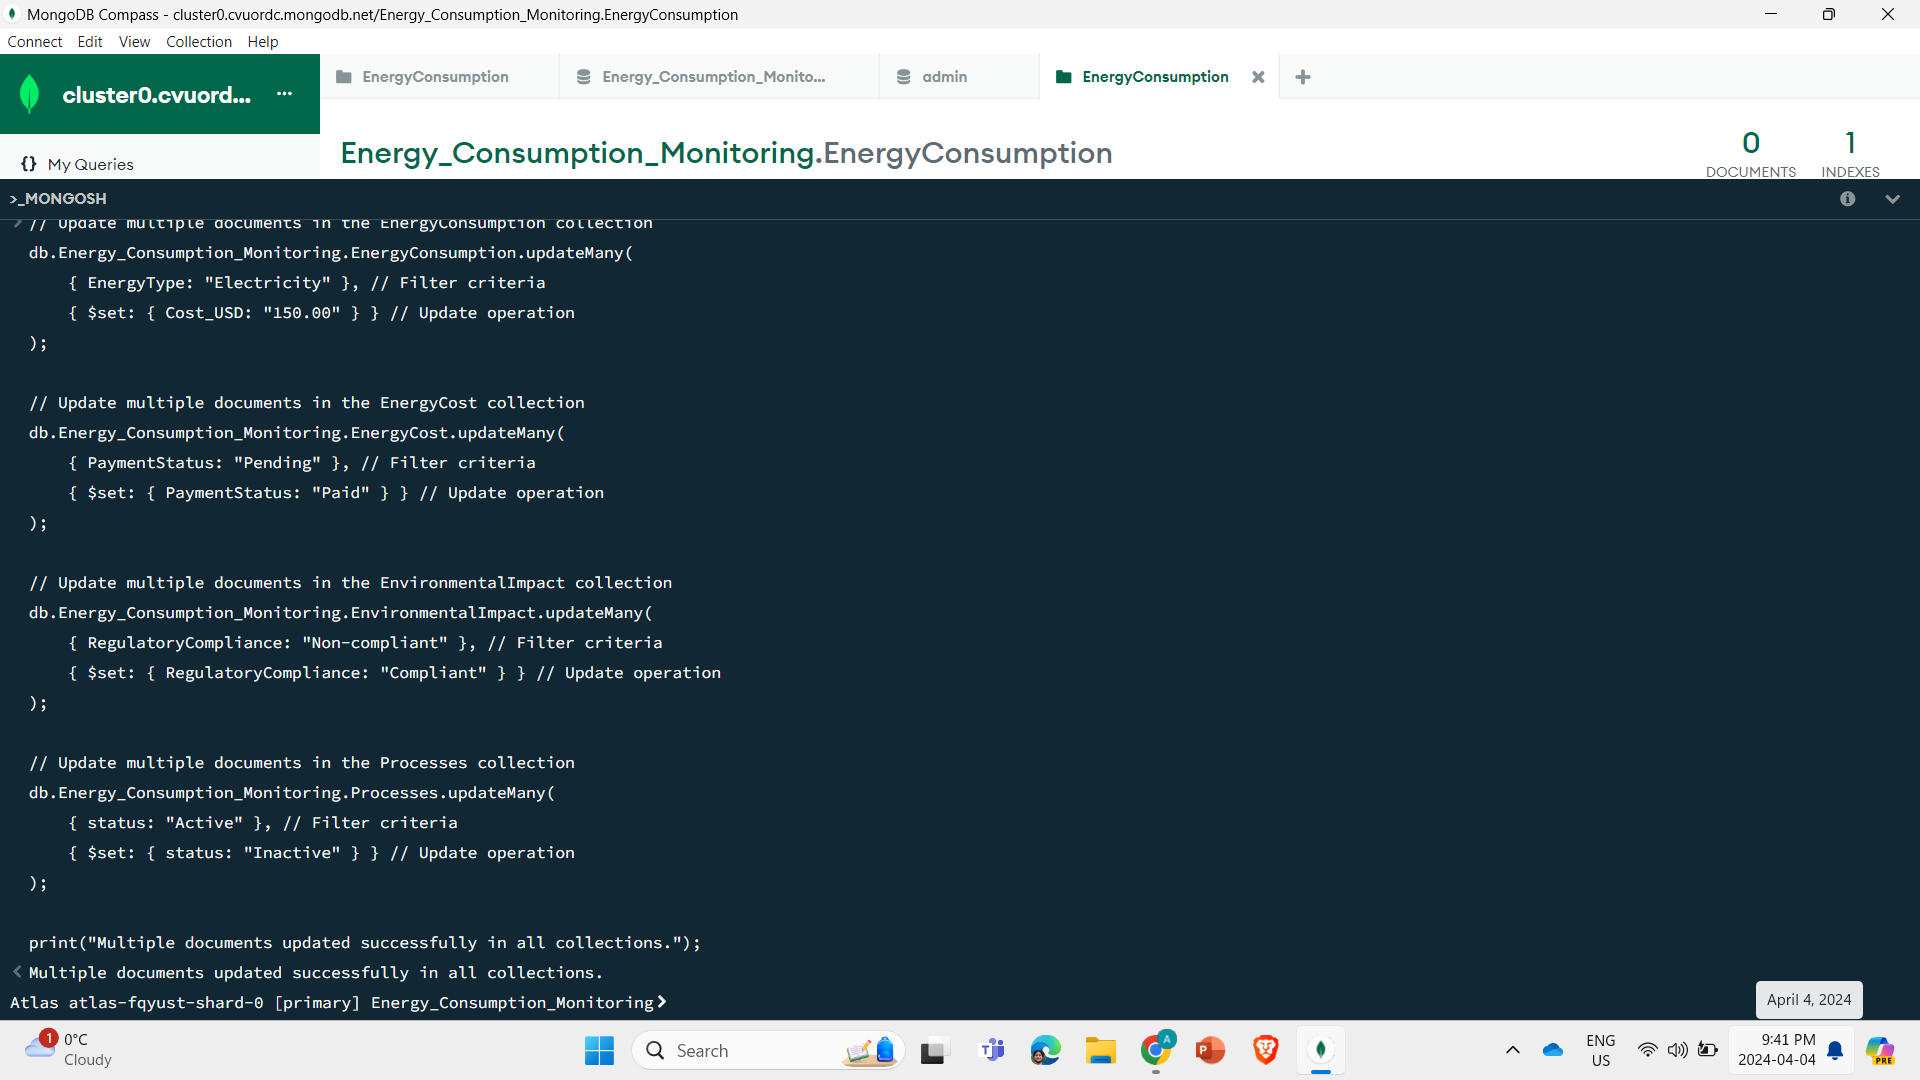 MongoDB Compass - cluster0.cvuordc.mongodb.net/Energy_Consumption_Monitoring.EnergyConsumption
Connect Edit View Collection Help
cluster0.cvuord... ...
EnergyConsumption
Energy_Consumption_Monito...
admin
EnergyConsumption
My Queries
Energy_Consumption_Monitoring.EnergyConsumption
0
DOCUMENTS
1
INDEXES
>_MONGOSH
> // Update multiple documents in the EnergyConsumption collection
db.Energy_Consumption_Monitoring.EnergyConsumption.updateMany(
    { EnergyType: "Electricity" }, // Filter criteria
    { $set: { Cost_USD: "150.00" } } // Update operation
);
// Update multiple documents in the EnergyCost collection
db.Energy_Consumption_Monitoring.EnergyCost.updateMany(
    { PaymentStatus: "Pending" }, // Filter criteria
    { $set: { PaymentStatus: "Paid" } } // Update operation
);
// Update multiple documents in the EnvironmentalImpact collection
db.Energy_Consumption_Monitoring.EnvironmentalImpact.updateMany(
    { RegulatoryCompliance: "Non-compliant" }, // Filter criteria
    { $set: { RegulatoryCompliance: "Compliant" } } // Update operation
);
// Update multiple documents in the Processes collection
db.Energy_Consumption_Monitoring.Processes.updateMany(
    { status: "Active" }, // Filter criteria
    { $set: { status: "Inactive" } } // Update operation
);
print("Multiple documents updated successfully in all collections.");
< Multiple documents updated successfully in all collections.
Atlas atlas-fqyust-shard-0 [primary] Energy_Consumption_Monitoring>
April 4, 2024
1
0°C
Cloudy
Search
A
ENG
US
9:41 PM
2024-04-04
PRE